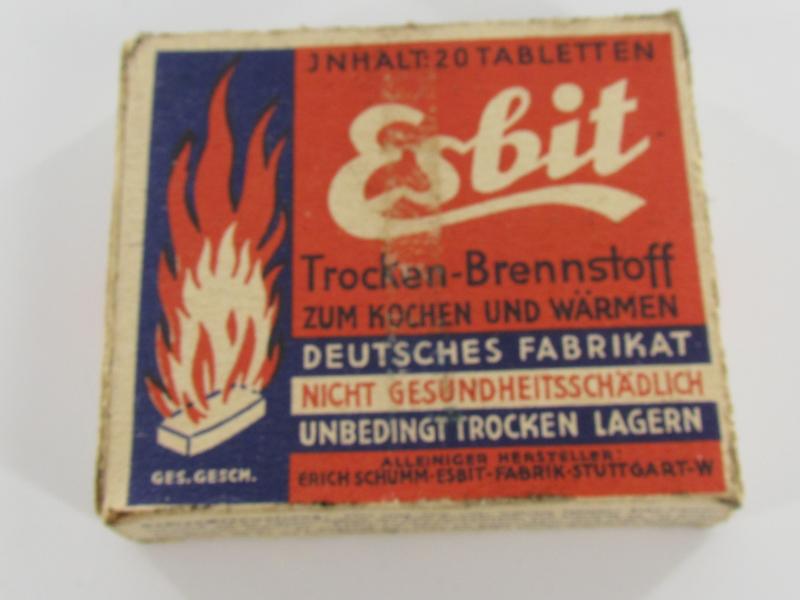 JNHALT: 20 TABLETTEN
Esbit
Trocken-Brennstoff
ZUM KOCHEN UND WÄRMEN
DEUTSCHES FABRIKAT
NICHT GESUNDHEITSSCHÄDLICH
UNBEDINGT TROCKEN LAGERN
ALLEINIGER HERSTELLER:
ERICH SCHUMM·ESBIT-FABRIK·STUTTGART-W
GES. GESCH.